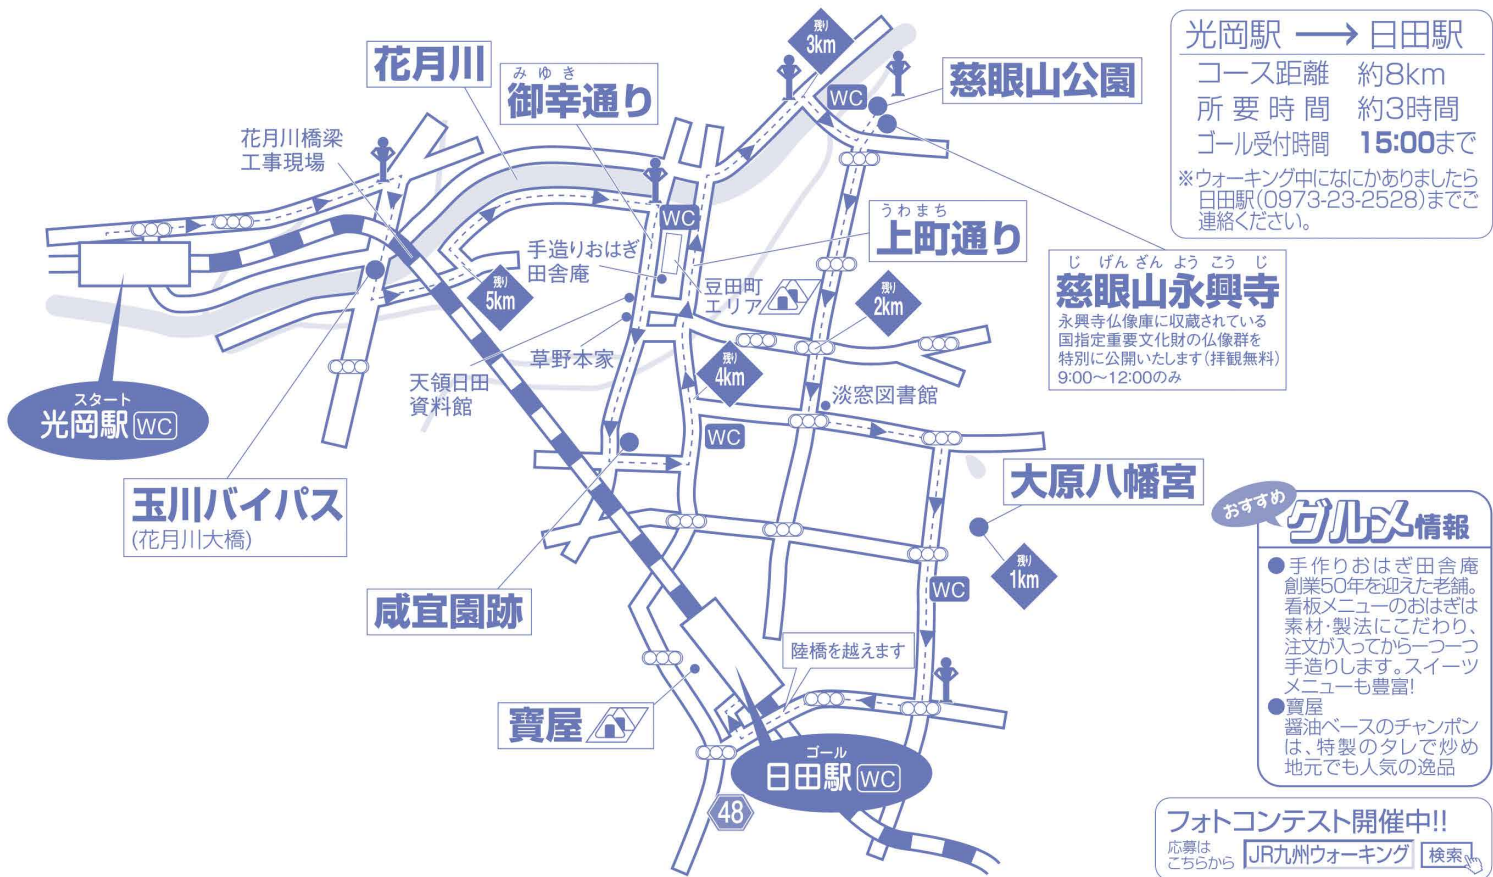 残り
3km
光岡駅 → 日田駅
コース距離 約8km
所要時間 約3時間
ゴール受付時間 15:00まで
※ウォーキング中になにかありましたら
日田駅(0973-23-2528)までご
連絡ください。
花月川
みゆき
御幸通り
WC
慈眼山公園
花月川橋梁
工事現場
WC
うわまち
上町通り
手造りおはぎ
田舎庵
豆田町
エリア
残り
5km
残り
2km
じげんざんようこうじ
慈眼山永興寺
永興寺仏像庫に収蔵されている
国指定重要文化財の仏像群を
特別に公開いたします(拝観無料)
9:00〜12:00のみ
草野本家
天領日田
資料館
残り
4km
淡窓図書館
スタート
光岡駅 WC
WC
玉川バイパス
(花月川大橋)
大原八幡宮
残り
1km
WC
咸宜園跡
陸橋を越えます
寶屋
ゴール
日田駅 WC
48
おすすめ
グルメ情報
●手作りおはぎ田舎庵
創業50年を迎えた老舗。
看板メニューのおはぎは
素材・製法にこだわり、
注文が入ってから一つ一つ
手造りします。スイーツ
メニューも豊富!
●寶屋
醤油ベースのチャンポン
は、特製のタレで炒め
地元でも人気の逸品
フォトコンテスト開催中!!
応募は
こちらから
JR九州ウォーキング 検索